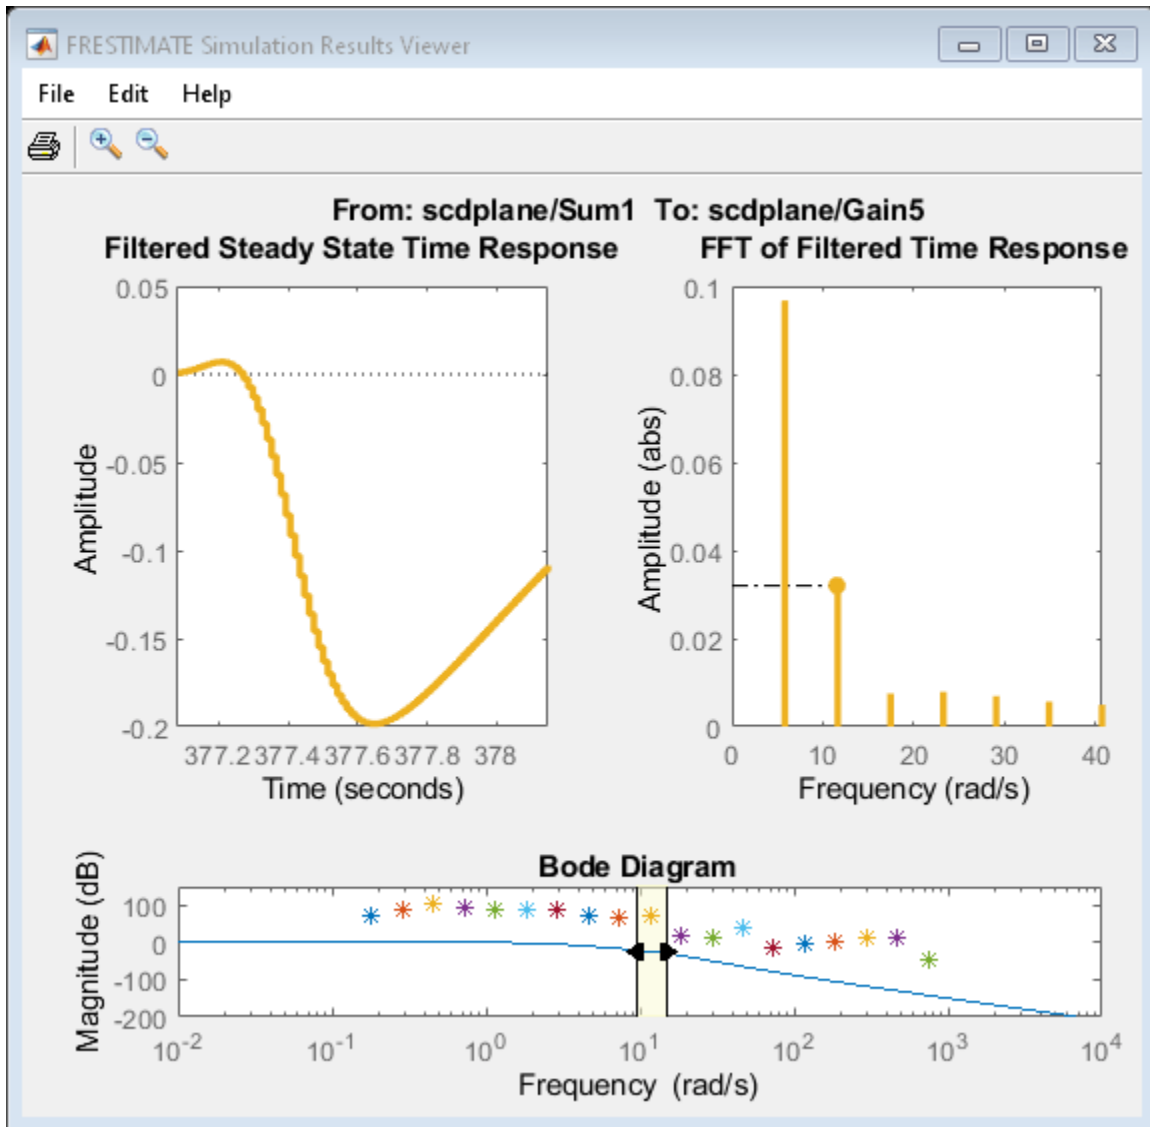 FRESTIMATE Simulation Results Viewer
File Edit Help
From: scdplane/Sum1 To: scdplane/Gain5
Filtered Steady State Time Response
0.05
0
-0.05
-0.1
-0.15
-0.2
Amplitude
377.2 377.4 377.6 377.8 378
Time (seconds)
FFT of Filtered Time Response
0.1
0.08
0.06
0.04
0.02
0
Amplitude (abs)
0 10 20 30 40
Frequency (rad/s)
Bode Diagram
100
0
-100
-200
Magnitude (dB)
10^-2 10^-1 10^0 10^1 10^2 10^3 10^4
Frequency (rad/s)